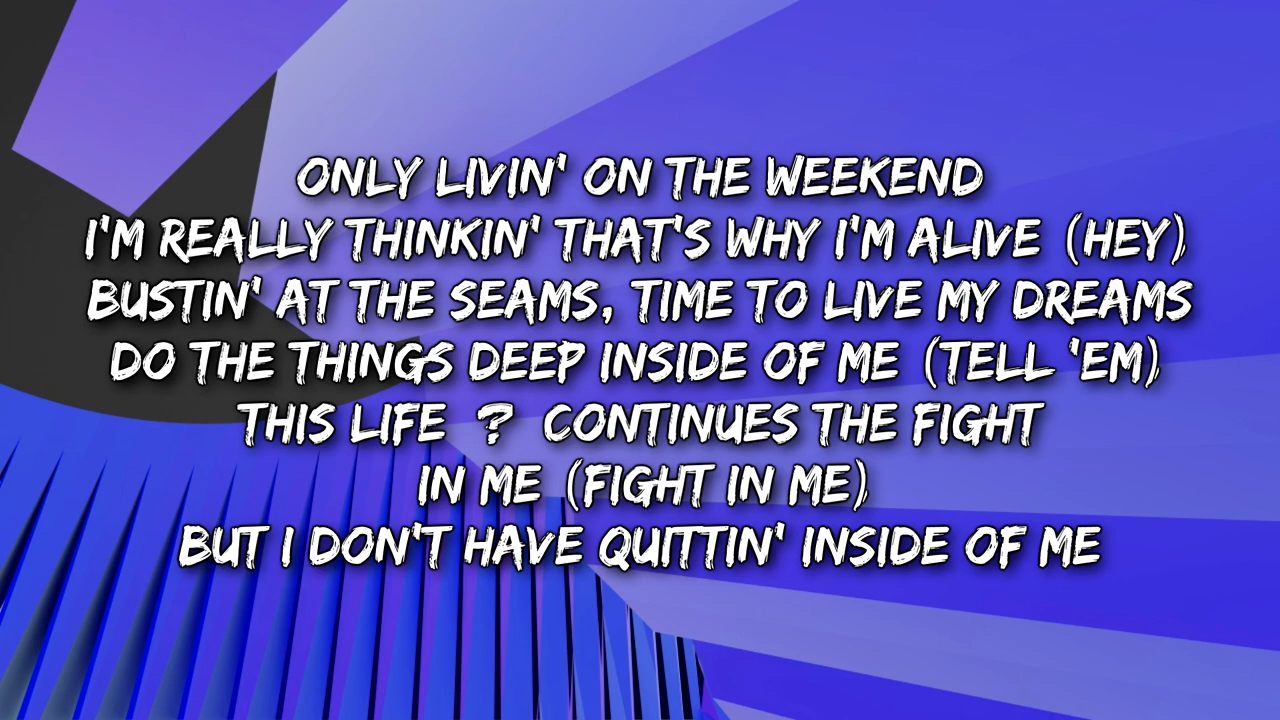 ONLY LIVIN' ON THE WEEKEND
I'M REALLY THINKIN' THAT'S WHY I'M ALIVE (HEY)
BUSTIN' AT THE SEAMS, TIME TO LIVE MY DREAMS
DO THE THINGS DEEP INSIDE OF ME (TELL 'EM)
THIS LIFE ? CONTINUES THE FIGHT
IN ME (FIGHT IN ME)
BUT I DON'T HAVE QUITTIN' INSIDE OF ME